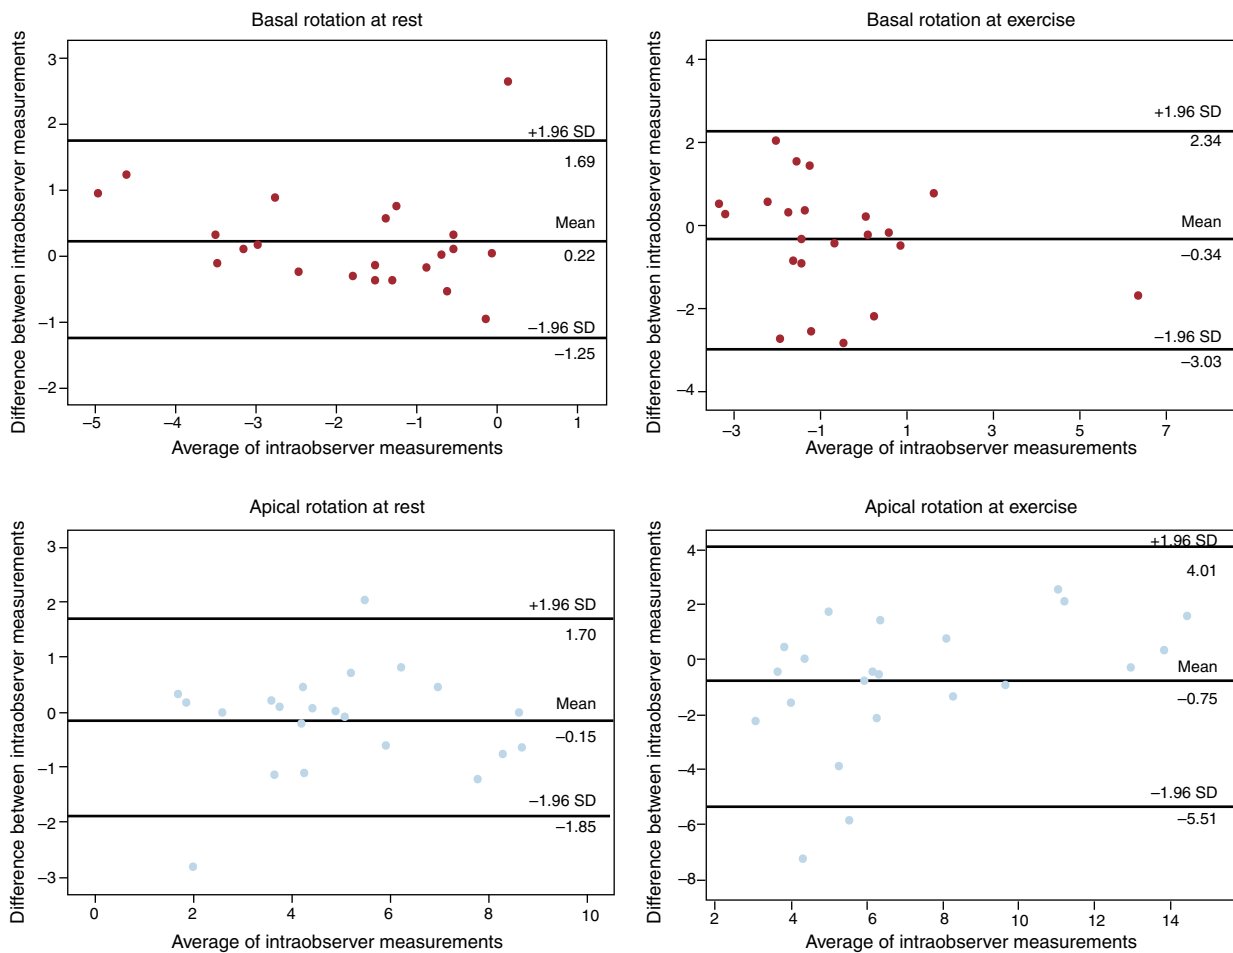 Basal rotation at rest
Difference between intraobserver measurements
3
2
1
0
–1
–2
+1.96 SD
1.69
Mean
0.22
–1.96 SD
–1.25
–5
–4
–3
–2
–1
0
1
Average of intraobserver measurements
Basal rotation at exercise
Difference between intraobserver measurements
4
2
0
–2
–4
+1.96 SD
2.34
Mean
–0.34
–1.96 SD
–3.03
–3
–1
1
3
5
7
Average of intraobserver measurements
Apical rotation at rest
Difference between intraobserver measurements
3
2
1
0
–1
–2
–3
+1.96 SD
1.70
Mean
–0.15
–1.96 SD
–1.85
0
2
4
6
8
10
Average of intraobserver measurements
Apical rotation at exercise
Difference between intraobserver measurements
4
2
0
–2
–4
–6
–8
+1.96 SD
4.01
Mean
–0.75
–1.96 SD
–5.51
2
4
6
8
10
12
14
Average of intraobserver measurements